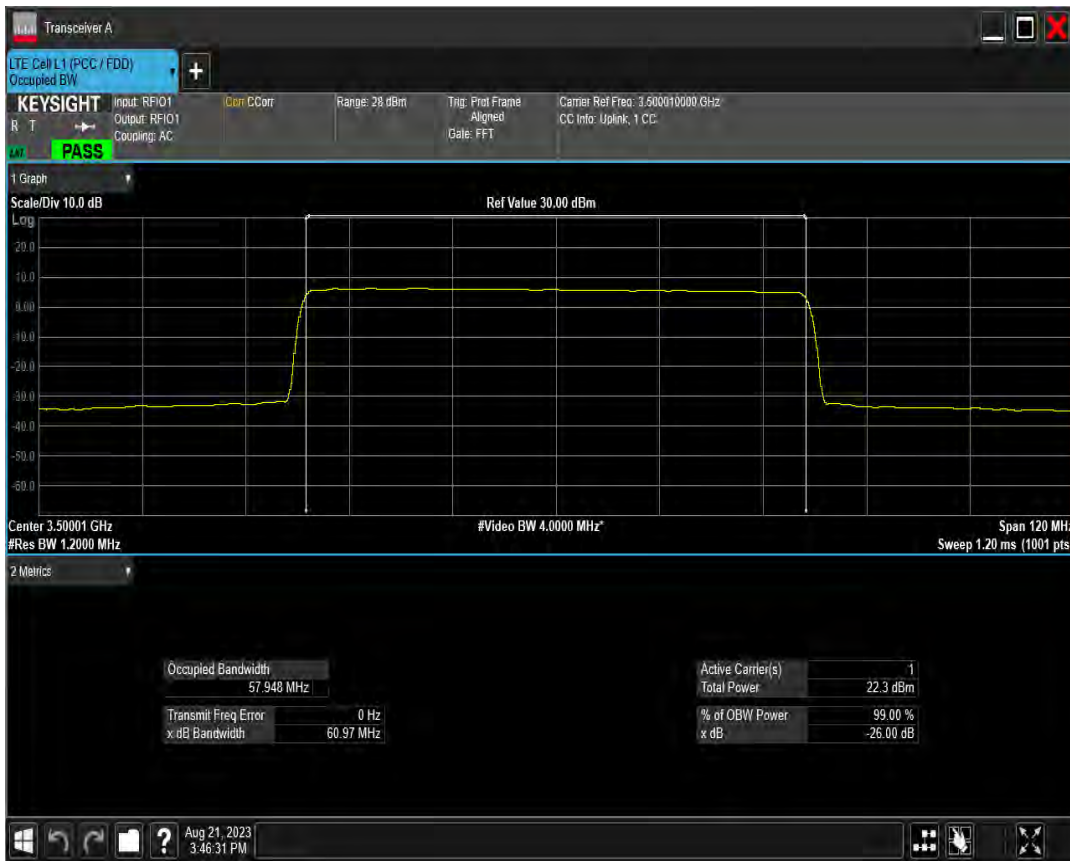 Transceiver A
LTE Cell L1 (PCC / FDD)
Occupied BW
+
KEYSIGHT
R T
PASS
Input: RFIO1
Output: RFIO1
Coupling: AC
Corr CCorr
Range: 28 dBm
Trig: Prot Frame
Aligned
Gate: FFT
Carrier Ref Freq: 3.500010000 GHz
CC Info: Uplink, 1 CC
1 Graph
Scale/Div 10.0 dB
Ref Value 30.00 dBm
Log
20.0
10.0
0.00
-10.0
-20.0
-30.0
-40.0
-50.0
-60.0
Center 3.50001 GHz
#Video BW 4.0000 MHz*
Span 120 MHz
#Res BW 1.2000 MHz
Sweep 1.20 ms (1001 pts
2 Metrics
Occupied Bandwidth
57.948 MHz
Transmit Freq Error 0 Hz
x dB Bandwidth 60.97 MHz
Active Carrier(s) 1
Total Power 22.3 dBm
% of OBW Power 99.00 %
x dB -26.00 dB
?
Aug 21, 2023
3:46:31 PM